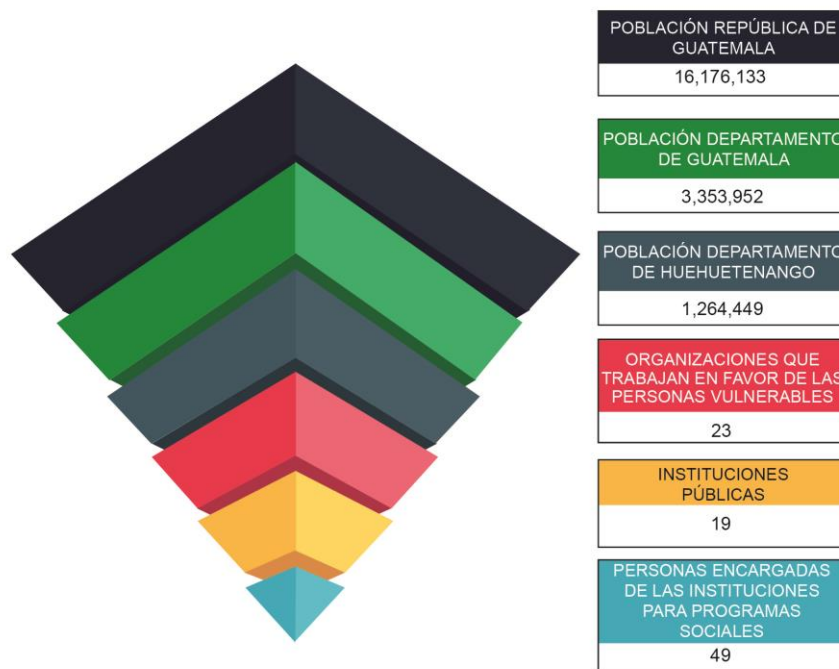 POBLACIÓN REPÚBLICA DE
GUATEMALA
16,176,133
POBLACIÓN DEPARTAMENTO
DE GUATEMALA
3,353,952
POBLACIÓN DEPARTAMENTO
DE HUEHUETENANGO
1,264,449
ORGANIZACIONES QUE
TRABAJAN EN FAVOR DE LAS
PERSONAS VULNERABLES
23
INSTITUCIONES
PÚBLICAS
19
PERSONAS ENCARGADAS
DE LAS INSTITUCIONES
PARA PROGRAMAS
SOCIALES
49